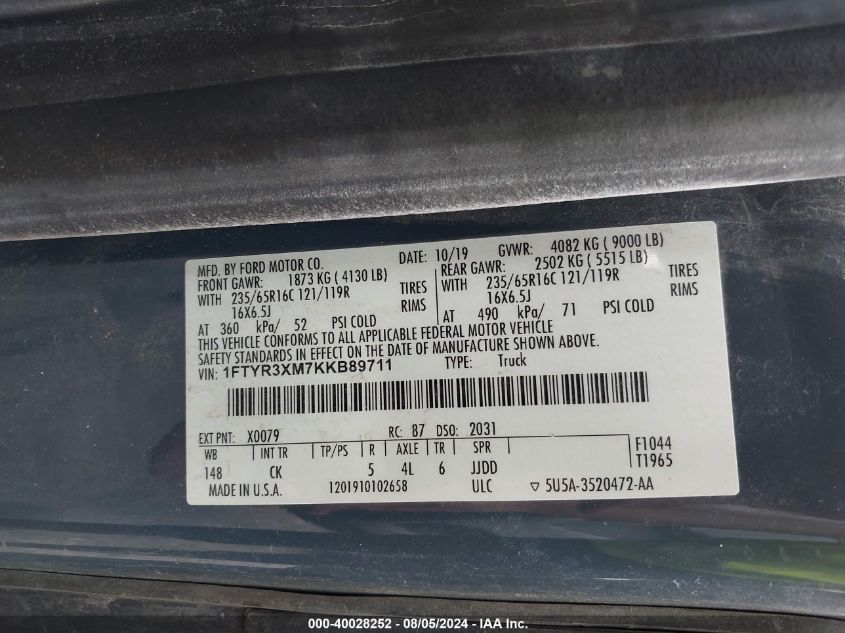 MFD. BY FORD MOTOR CO. DATE: 10/19 GVWR: 4082 KG ( 9000 LB)
FRONT GAWR: 1873 KG ( 4130 LB) REAR GAWR: 2502 KG ( 5515 LB)
WITH 235/65R16C 121/119R TIRES WITH 235/65R16C 121/119R TIRES
16X6.5J RIMS 16X6.5J RIMS
AT 360 kPa/ 52 PSI COLD AT 490 kPa/ 71 PSI COLD
THIS VEHICLE CONFORMS TO ALL APPLICABLE FEDERAL MOTOR VEHICLE
SAFETY STANDARDS IN EFFECT ON THE DATE OF MANUFACTURE SHOWN ABOVE.
VIN: 1FTYR3XM7KKB89711 TYPE: Truck
EXT PNT: X0079 RC: 87 DSO: 2031
WB INT TR TP/PS R AXLE TR SPR F1044
148 CK 5 4L 6 JJDD T1965
MADE IN U.S.A. 1201910102658 ULC ▽ 5U5A-3520472-AA
000-40028252 - 08/05/2024 - IAA Inc.